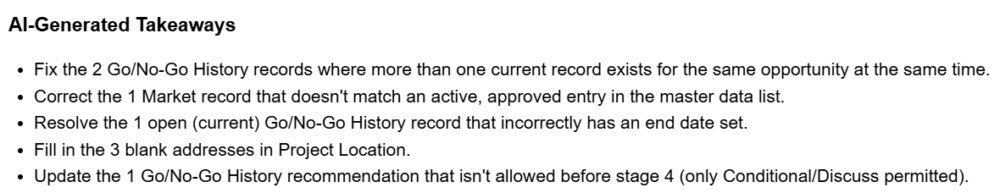 AI-Generated Takeaways
• Fix the 2 Go/No-Go History records where more than one current record exists for the same opportunity at the same time.
• Correct the 1 Market record that doesn't match an active, approved entry in the master data list.
• Resolve the 1 open (current) Go/No-Go History record that incorrectly has an end date set.
• Fill in the 3 blank addresses in Project Location.
• Update the 1 Go/No-Go History recommendation that isn't allowed before stage 4 (only Conditional/Discuss permitted).